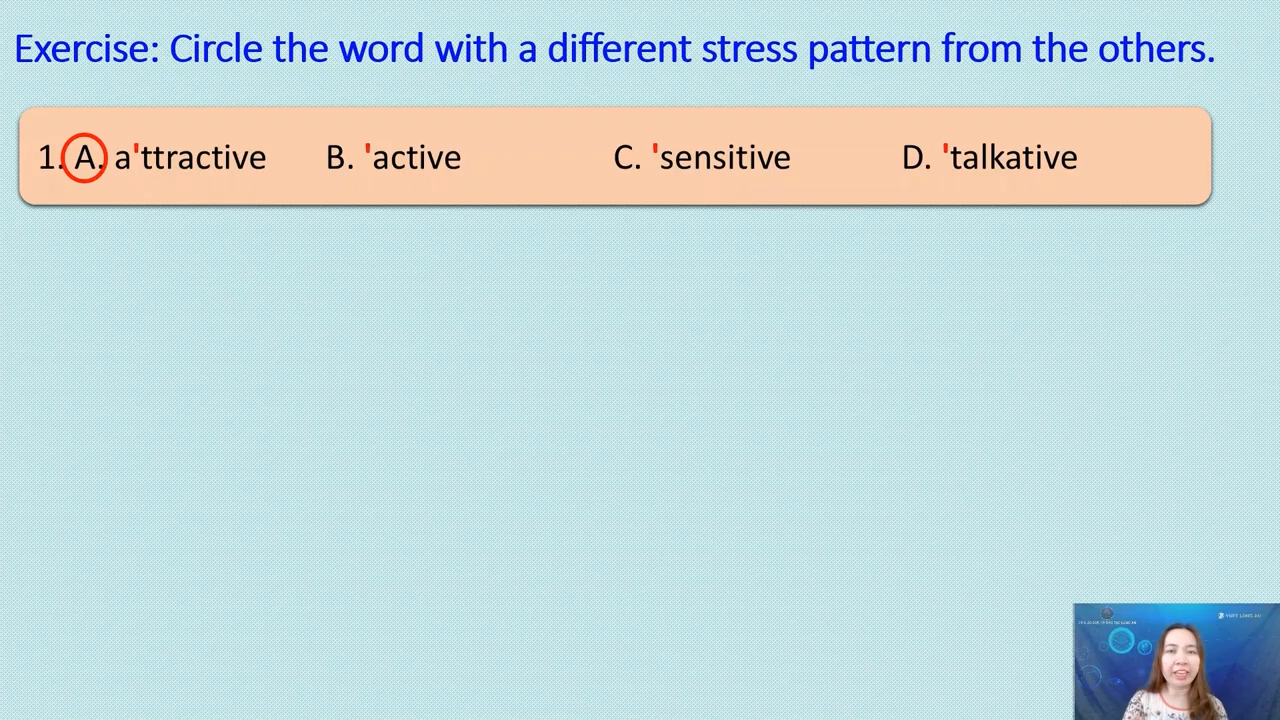 Exercise: Circle the word with a different stress pattern from the others.
1. A. a'ttractive B. 'active C. 'sensitive D. 'talkative